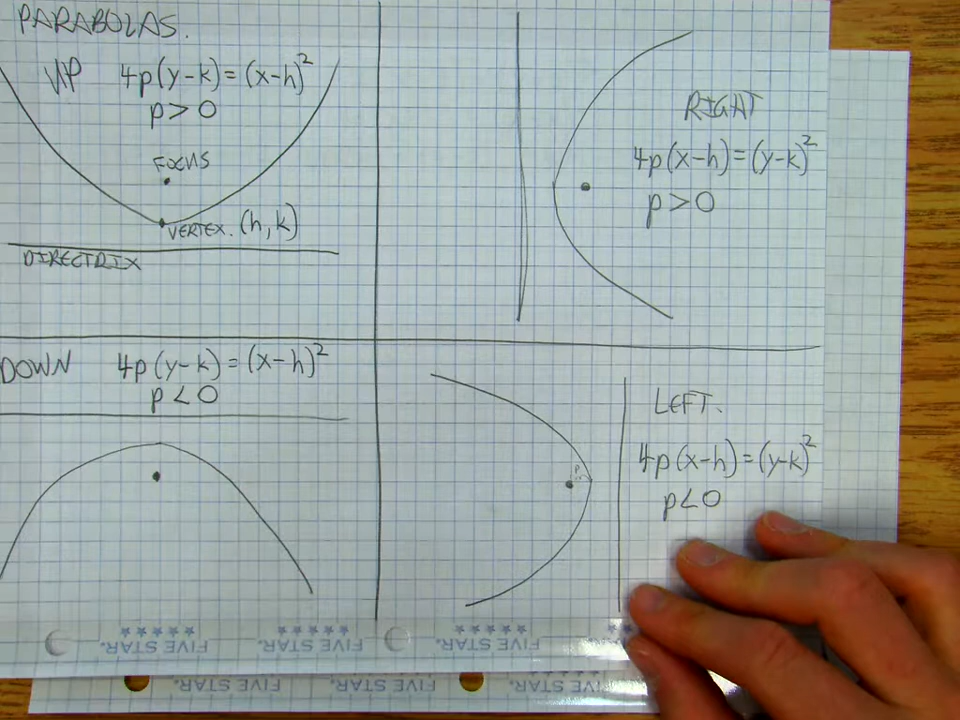 PARABOLAS.
UP 4p(y-k)=(x-h)²
p>0
FOCUS
VERTEX. (h,k)
DIRECTRIX
RIGHT
4p(x-h)=(y-k)²
p>0
DOWN 4p(y-k)=(x-h)²
p<0
LEFT.
4p(x-h)=(y-k)²
p<0
P
FIVE STAR. FIVE STAR. FIVE STAR.
FIVE STAR. FIVE STAR. FIVE STAR.